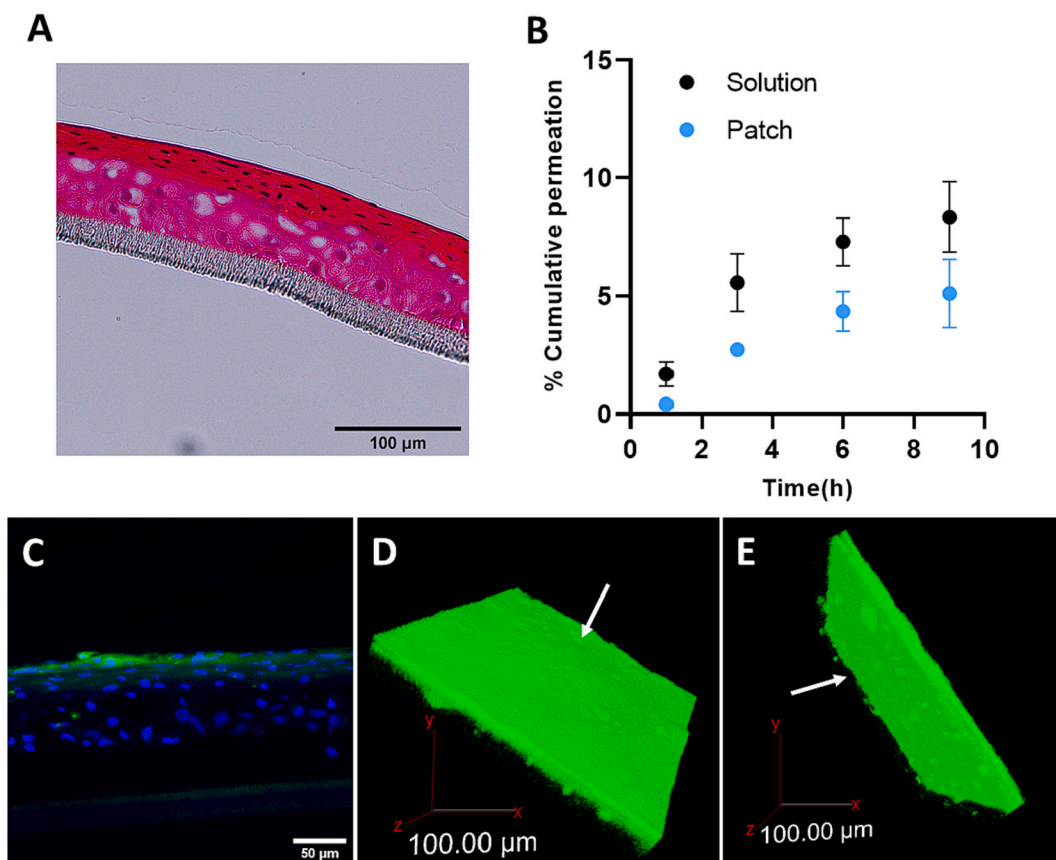 A
100 µm
B
15
10
5
0
% Cumulative permeation
Solution
Patch
0 2 4 6 8 10
Time(h)
C
50 µm
D
y
z
x
100.00 µm
E
y
z
x
100.00 µm